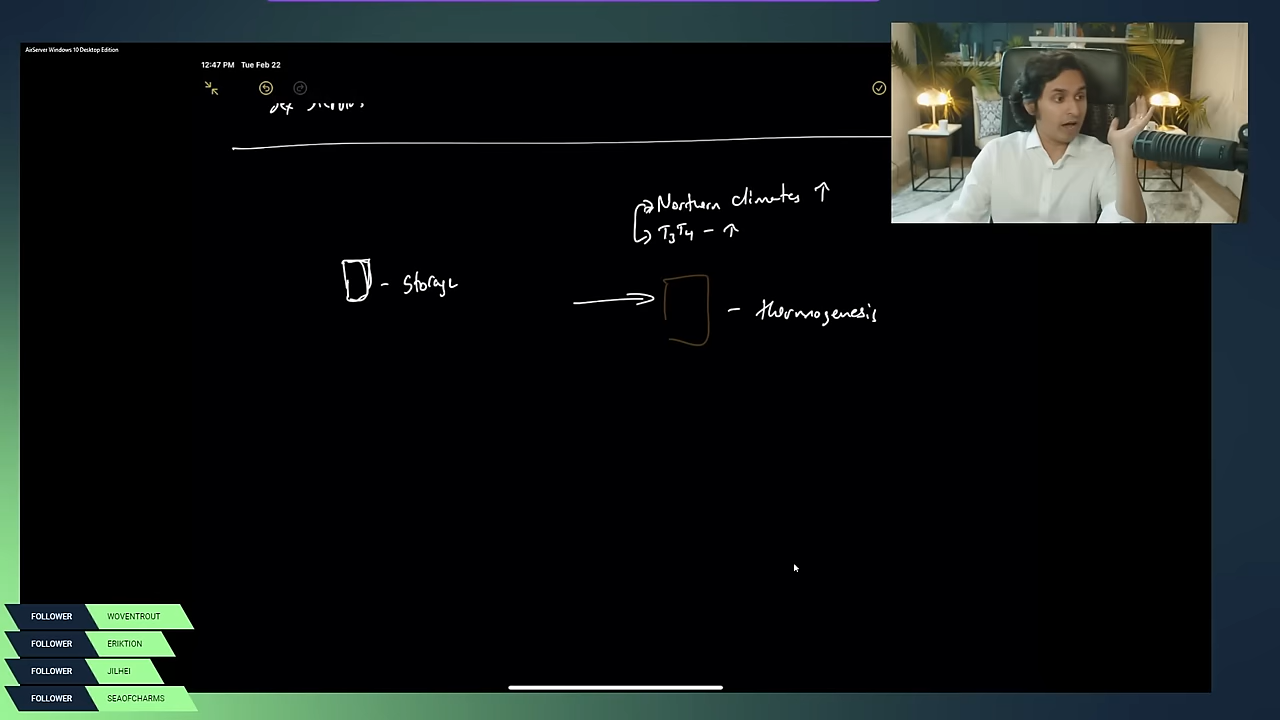 AirServer Windows 10 Desktop Edition
12:47 PM Tue Feb 22
Northern climates ↑
T3T4 - ↑
- Storage
- thermogenesis
FOLLOWER WOVENTROUT
FOLLOWER ERIKTION
FOLLOWER JILHEI
FOLLOWER SEAOFCHARMS